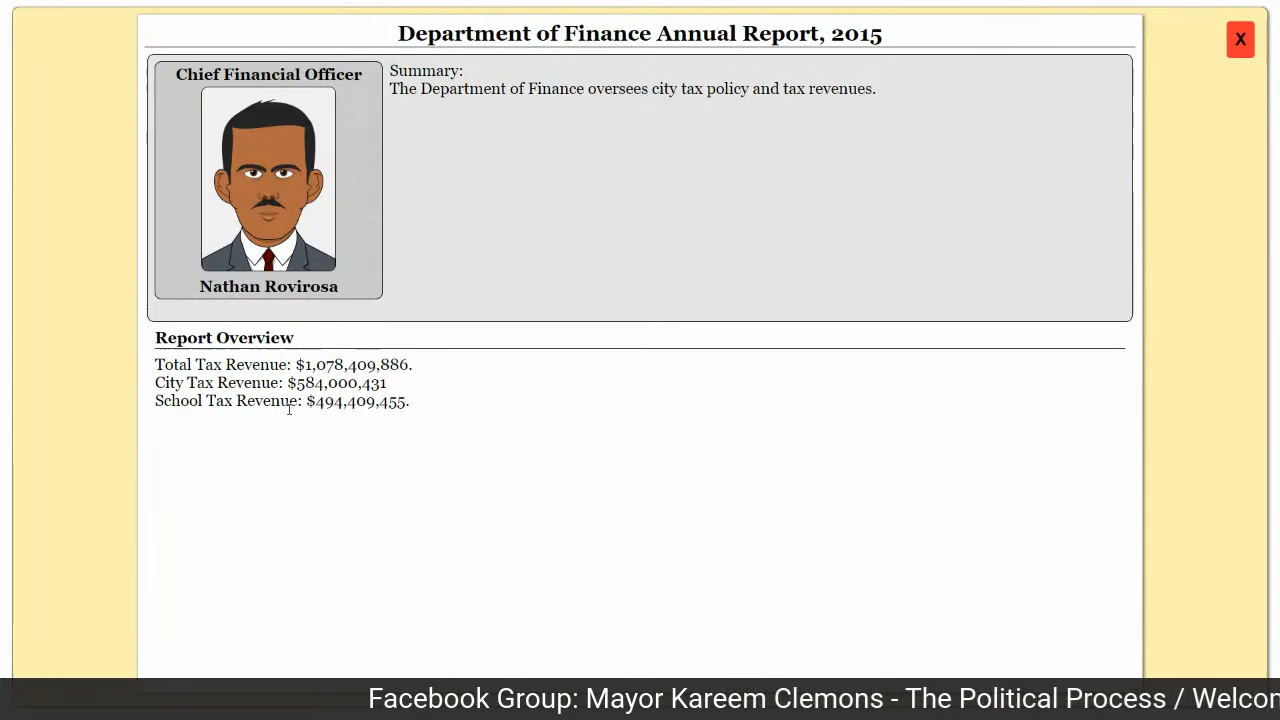 Department of Finance Annual Report, 2015
X
Chief Financial Officer
Nathan Rovirosa
Summary:
The Department of Finance oversees city tax policy and tax revenues.
Report Overview
Total Tax Revenue: $1,078,409,886.
City Tax Revenue: $584,000,431
School Tax Revenue: $494,409,455.
Facebook Group: Mayor Kareem Clemons - The Political Process / Welcor